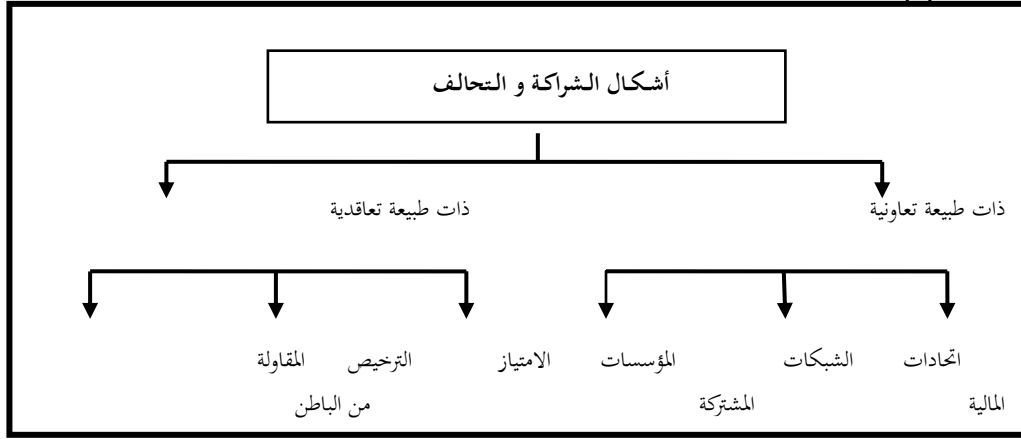 أشكال الشراكة و التحالف
ذات طبيعة تعاونية ذات طبيعة تعاقدية
اتحادات الشبكات المؤسسات الامتياز الترخيص المقاولة
المالية المشتركة من الباطن